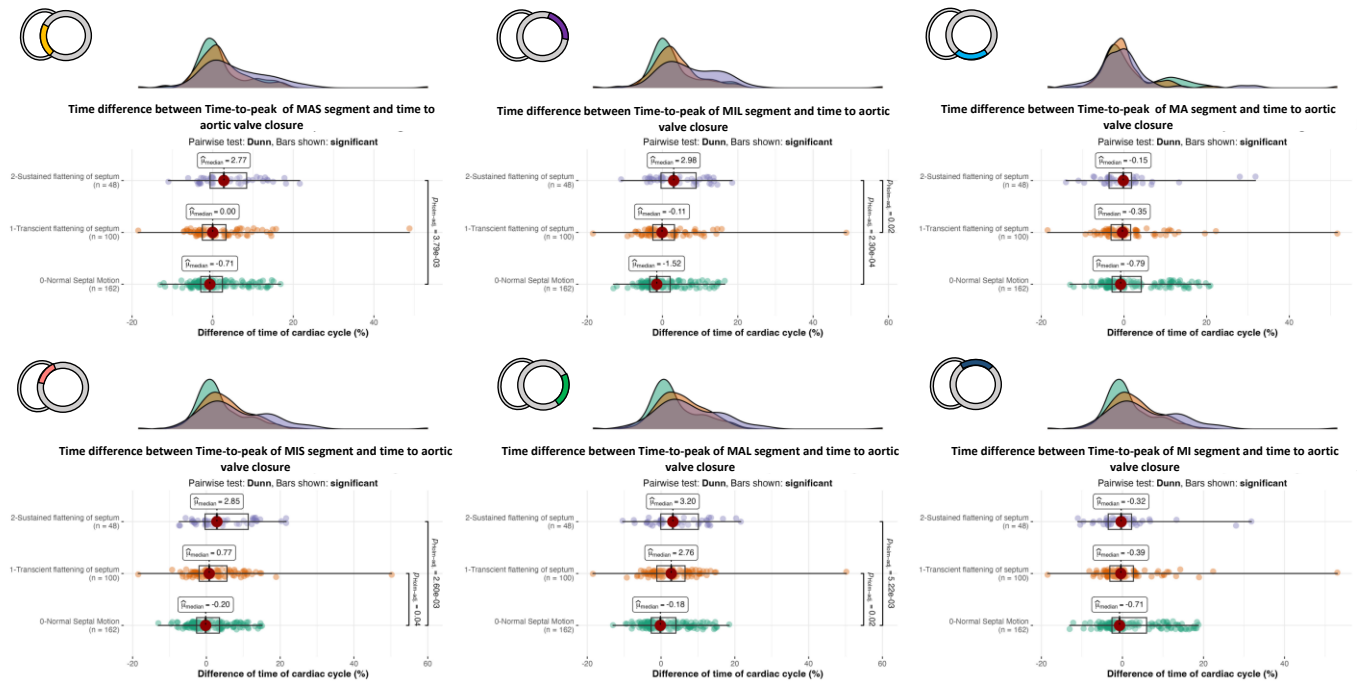 Time difference between Time-to-peak of MAS segment and time to
aortic valve closure
Pairwise test: Dunn, Bars shown: significant
μ̂median = 2.77
2-Sustained flattening of septum
(n = 48)
μ̂median = 0.00
1-Transient flattening of septum
(n = 100)
μ̂median = -0.71
0-Normal Septal Motion
(n = 162)
pHolm-adj. = 3.79e-03
-20 0 20 40
Difference of time of cardiac cycle (%)
Time difference between Time-to-peak of MIL segment and time to aortic
valve closure
Pairwise test: Dunn, Bars shown: significant
μ̂median = 2.98
2-Sustained flattening of septum
(n = 48)
μ̂median = -0.11
1-Transient flattening of septum
(n = 100)
μ̂median = -1.52
0-Normal Septal Motion
(n = 162)
pHolm-adj. = 2.30e-04
pHolm-adj. = 0.02
-20 0 20 40 60
Difference of time of cardiac cycle (%)
Time difference between Time-to-peak of MA segment and time to aortic
valve closure
Pairwise test: Dunn, Bars shown: significant
μ̂median = -0.15
2-Sustained flattening of septum
(n = 48)
μ̂median = -0.35
1-Transient flattening of septum
(n = 100)
μ̂median = -0.79
0-Normal Septal Motion
(n = 162)
-20 0 20 40
Difference of time of cardiac cycle (%)
Time difference between Time-to-peak of MIS segment and time to aortic
valve closure
Pairwise test: Dunn, Bars shown: significant
μ̂median = 2.85
2-Sustained flattening of septum
(n = 48)
μ̂median = 0.77
1-Transient flattening of septum
(n = 100)
μ̂median = -0.20
0-Normal Septal Motion
(n = 162)
pHolm-adj. = 0.04
pHolm-adj. = 2.60e-03
-20 0 20 40 60
Difference of time of cardiac cycle (%)
Time difference between Time-to-peak of MAL segment and time to aortic
valve closure
Pairwise test: Dunn, Bars shown: significant
μ̂median = 3.20
2-Sustained flattening of septum
(n = 48)
μ̂median = 2.76
1-Transient flattening of septum
(n = 100)
μ̂median = -0.18
0-Normal Septal Motion
(n = 162)
pHolm-adj. = 0.02
pHolm-adj. = 5.22e-03
-20 0 20 40 60
Difference of time of cardiac cycle (%)
Time difference between Time-to-peak of MI segment and time to aortic
valve closure
Pairwise test: Dunn, Bars shown: significant
μ̂median = -0.32
2-Sustained flattening of septum
(n = 48)
μ̂median = -0.39
1-Transient flattening of septum
(n = 100)
μ̂median = -0.71
0-Normal Septal Motion
(n = 162)
-20 0 20 40
Difference of time of cardiac cycle (%)